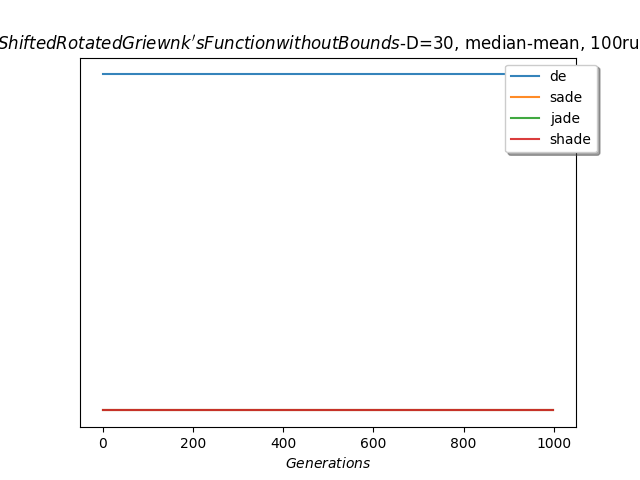 ShiftedRotatedGriewnk'sFunctionwithoutBounds-D=30, median-mean, 100ru
de
sade
jade
shade
0 200 400 600 800 1000
Generations